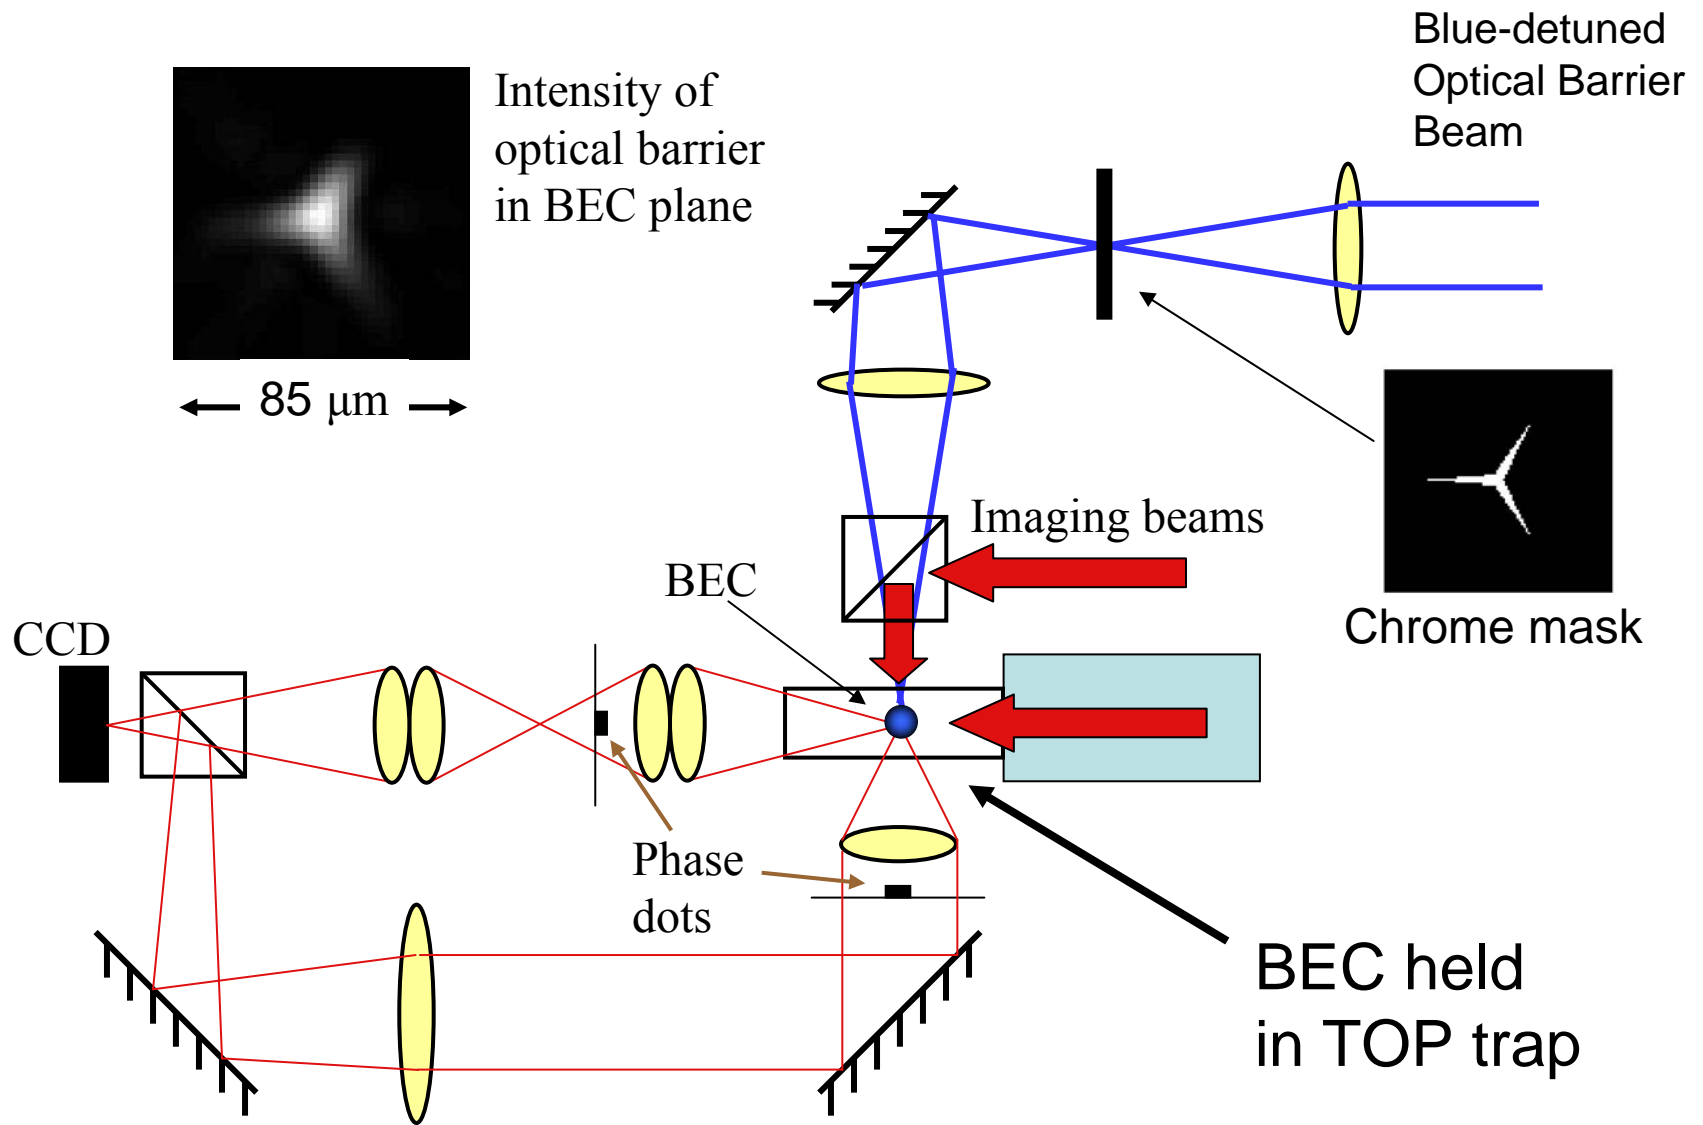 Blue-detuned
Optical Barrier
Beam
Intensity of
optical barrier
in BEC plane
85 μm
Imaging beams
BEC
Chrome mask
CCD
Phase
dots
BEC held
in TOP trap